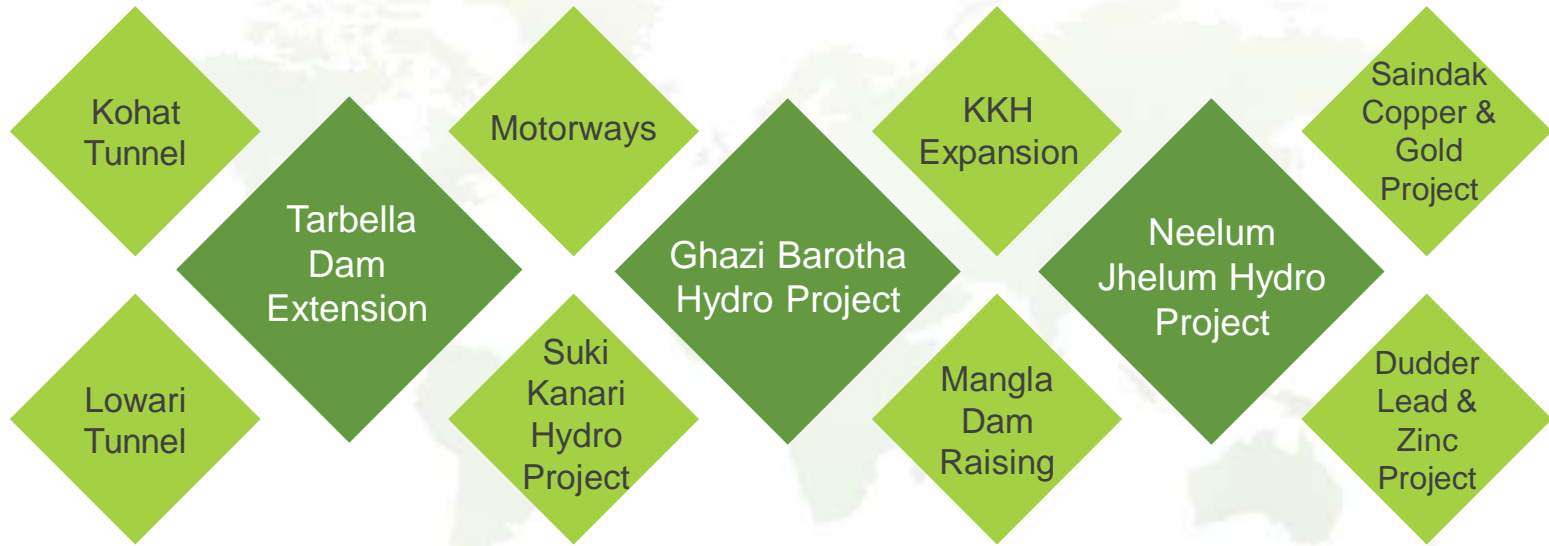 Kohat
Tunnel
Motorways
KKH
Expansion
Saindak
Copper &
Gold
Project
Tarbella
Dam
Extension
Ghazi Barotha
Hydro Project
Neelum
Jhelum Hydro
Project
Lowari
Tunnel
Suki
Kanari
Hydro
Project
Mangla
Dam
Raising
Dudder
Lead &
Zinc
Project